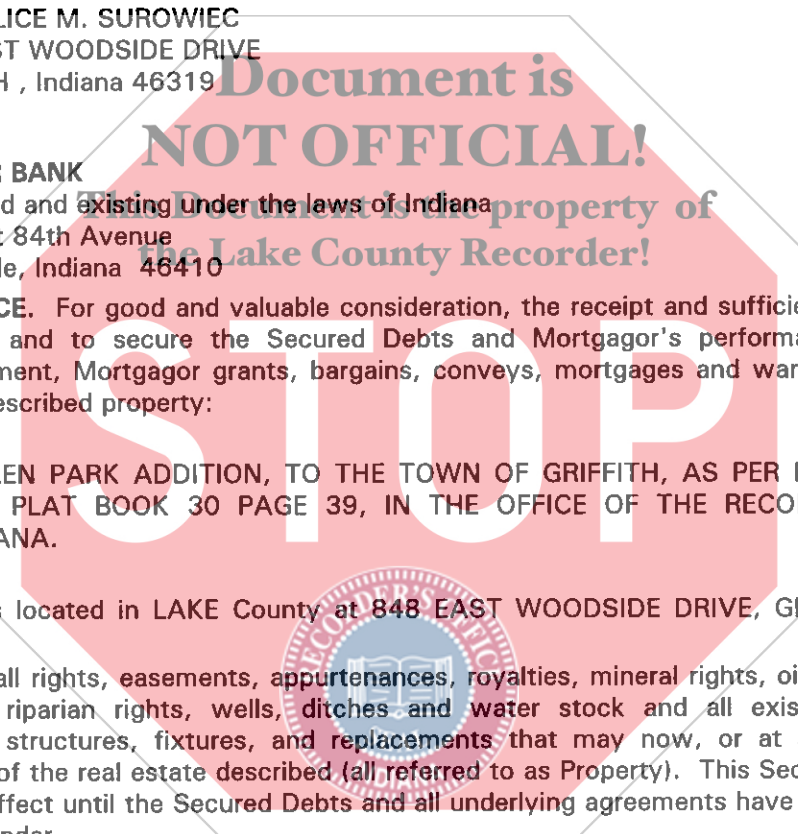 LICE M. SUROWIEC
ST WOODSIDE DRIVE
H , Indiana 46319
Document is
NOT OFFICIAL!
This Document is the property of
the Lake County Recorder!
R BANK
d and existing under the laws of Indiana
t 84th Avenue
le, Indiana 46410
CE. For good and valuable consideration, the receipt and sufficie
and to secure the Secured Debts and Mortgagor's performa
ment, Mortgagor grants, bargains, conveys, mortgages and war
escribed property:
STOP
LEN PARK ADDITION, TO THE TOWN OF GRIFFITH, AS PER
PLAT BOOK 30 PAGE 39, IN THE OFFICE OF THE RECO
ANA.
s located in LAKE County at 848 EAST WOODSIDE DRIVE, G
all rights, easements, appurtenances, royalties, mineral rights, oi
riparian rights, wells, ditches and water stock and all exis
structures, fixtures, and replacements that may now, or at
of the real estate described (all referred to as Property). This Sec
ffect until the Secured Debts and all underlying agreements have
nder
RECORDER'S OFFICE
INDIANA